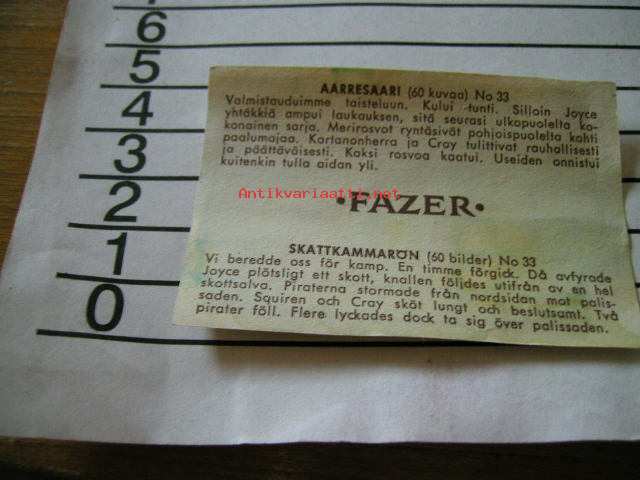 6
5
4
3
2
1
0
AARRESAARI (60 kuvaa) No 33
Valmistauduimme taisteluun. Kului tunti. Silloin Joyce
yhtäkkiä ampui laukauksen, sitä seurasi ulkopuolelta ko-
konainen sarja. Merirosvot ryntäsivät pohjoispuolelta kohti
paalumajaa. Kartanonherra ja Gray tulittivat rauhallisesti
ja päättäväisesti. Kaksi rosvoa kaatui. Useiden onnistui
kuitenkin tulla aidan yli.
Antikvariaatti.net
·FAZER·
SKATTKAMMARÖN (60 bilder) No 33
Vi beredde oss för kamp. En timme förgick. Då avfyrade
Joyce plötsligt ett skott, knallen följdes utifrån av en hel
skottsalva. Piraterna stormade från nordsidan mot palis-
saden. Squiren och Gray sköt lungt och beslutsamt. Två
pirater föll. Flere lyckades dock ta sig över palissaden.